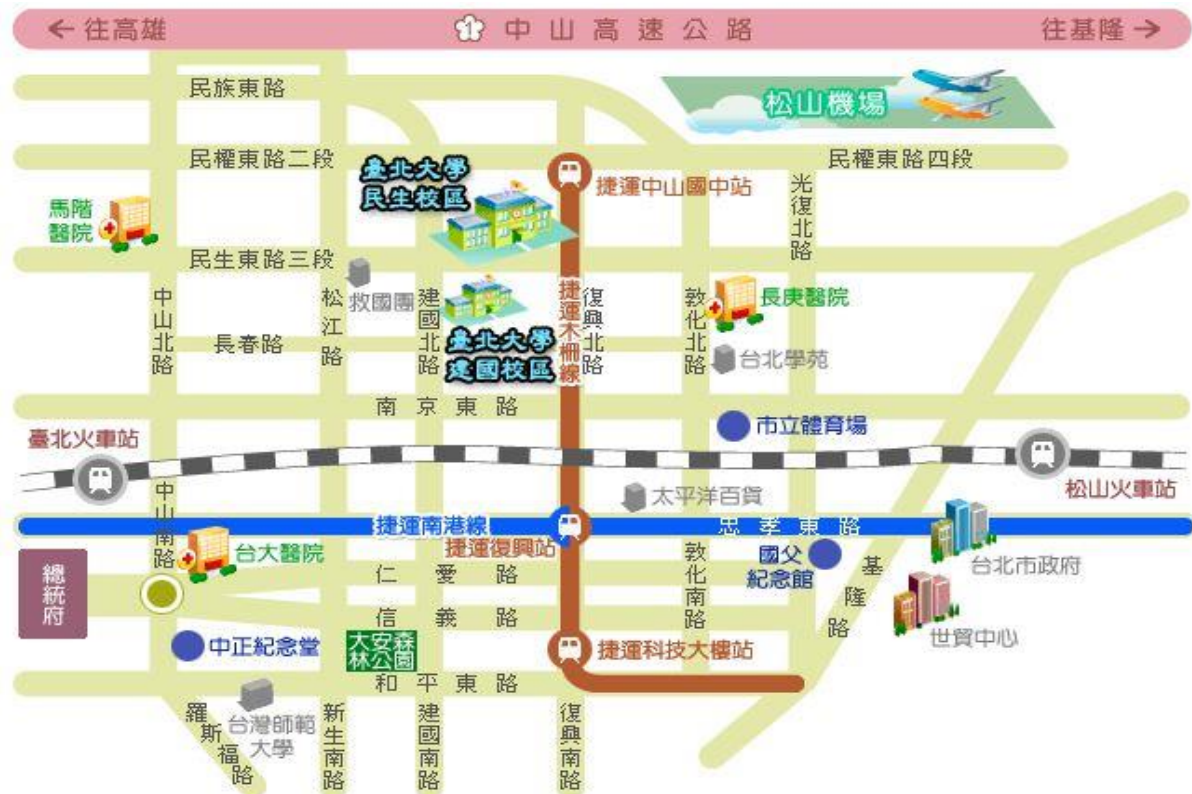 ←往高雄
1 中山高速公路
往基隆→
民族東路
松山機場
民權東路二段
臺北大學
民生校區
民權東路四段
捷運中山國中站
光復北路
馬階
醫院
民生東路三段
中山北路
松江路
救國團
建國北路
捷運木柵線
復興北路
敦化北路
長庚醫院
長春路
臺北大學
建國校區
台北學苑
南京東路
市立體育場
臺北火車站
松山火車站
中山南路
太平洋百貨
捷運南港線
忠孝東路
捷運復興站
台大醫院
總統府
仁愛路
敦化南路
國父
紀念館
基隆路
台北市政府
信義路
世貿中心
中正紀念堂
大安森
林公園
捷運科技大樓站
和平東路
羅斯福路
台灣師範
大學
新生南路
建國南路
復興南路